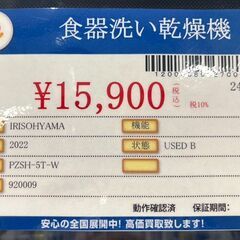 食器洗い乾燥機
¥15,900
(税込)
税10%
24
IRISOHYAMA
機能
2022
状態 USED B
PZSH-5T-W
920009
動作確認済 保証期間:
安心の全国展開中! 高価買取致します!